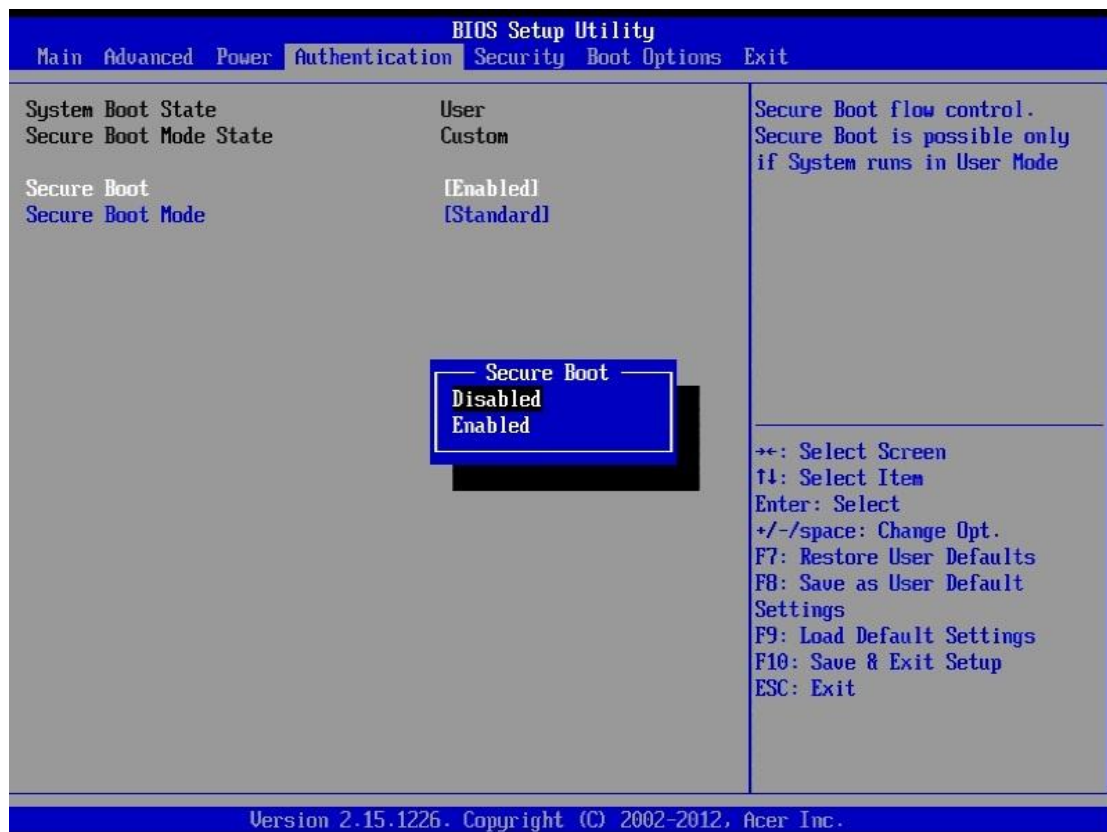 BIOS Setup Utility
Main Advanced Power Authentication Security Boot Options Exit
System Boot State User
Secure Boot Mode State Custom
Secure Boot [Enabled]
Secure Boot Mode [Standard]
Secure Boot
Disabled
Enabled
Secure Boot flow control.
Secure Boot is possible only
if System runs in User Mode
→←: Select Screen
↑↓: Select Item
Enter: Select
+/-/space: Change Opt.
F7: Restore User Defaults
F8: Save as User Default
Settings
F9: Load Default Settings
F10: Save & Exit Setup
ESC: Exit
Version 2.15.1226. Copyright (C) 2002-2012, Acer Inc.